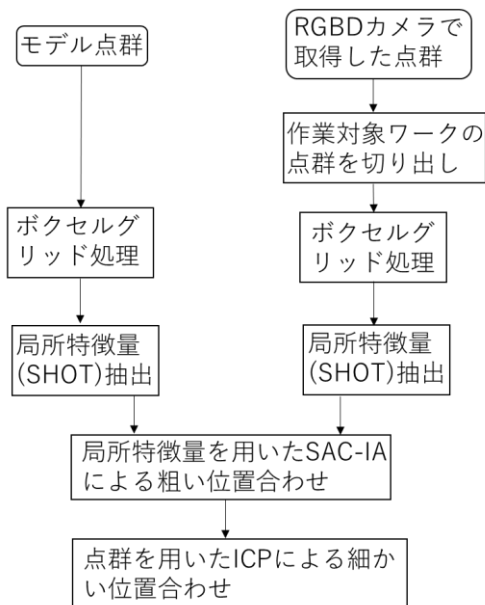 モデル点群
RGBDカメラで
取得した点群
作業対象ワークの
点群を切り出し
ボクセルグ
リッド処理
ボクセルグ
リッド処理
局所特徴量
(SHOT)抽出
局所特徴量
(SHOT)抽出
局所特徴量を用いたSAC-IA
による粗い位置合わせ
点群を用いたICPによる細か
い位置合わせ